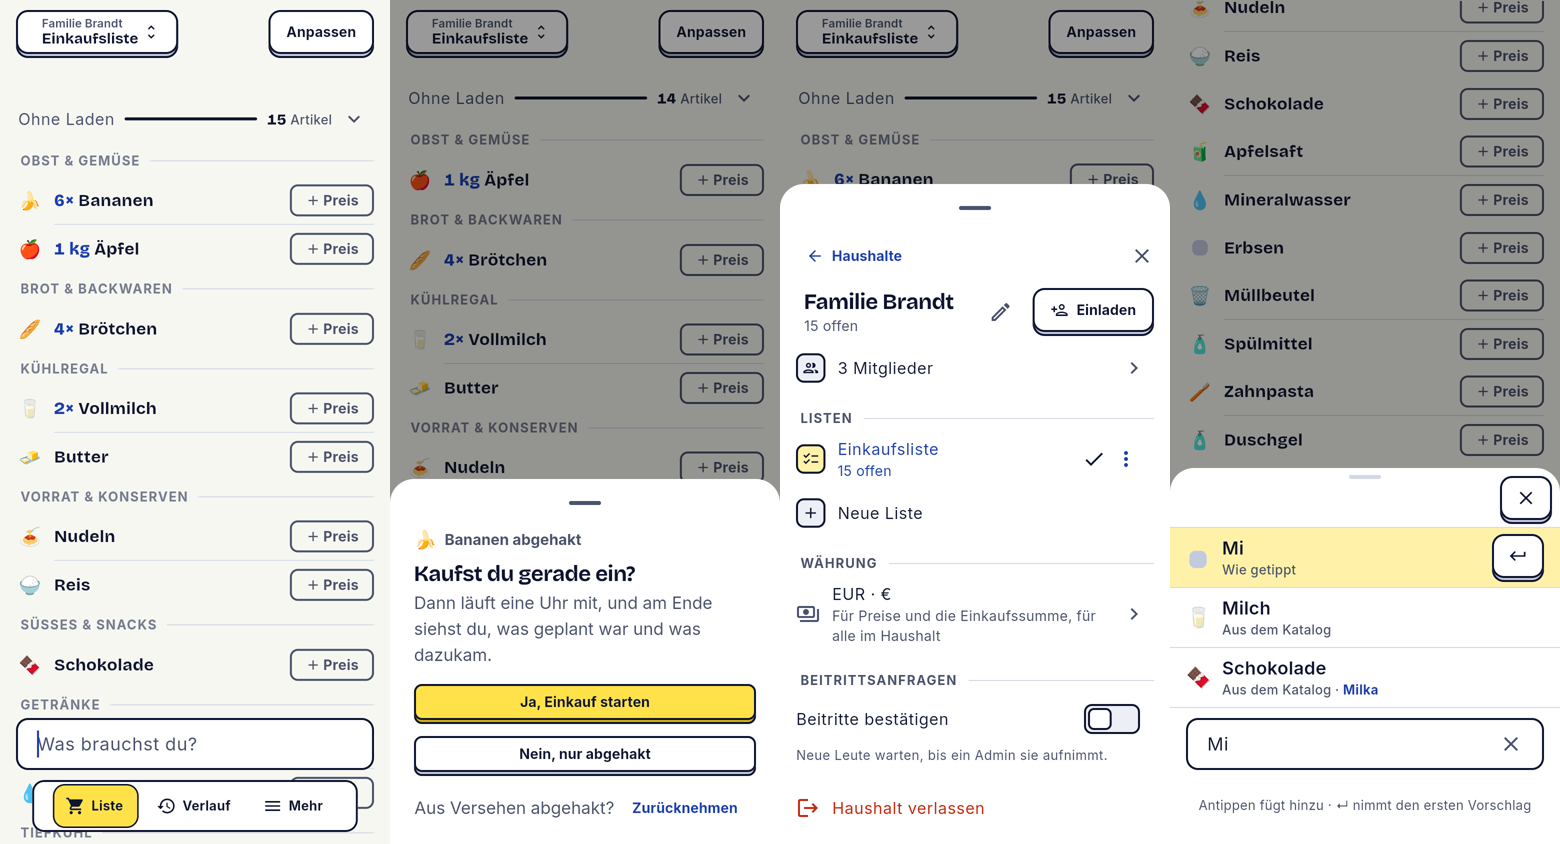 Familie Brandt
Einkaufsliste
Anpassen
Ohne Laden
15 Artikel
OBST & GEMÜSE
6× Bananen
+ Preis
1 kg Äpfel
+ Preis
BROT & BACKWAREN
4× Brötchen
+ Preis
KÜHLREGAL
2× Vollmilch
+ Preis
Butter
+ Preis
VORRAT & KONSERVEN
Nudeln
+ Preis
Reis
+ Preis
SÜSSES & SNACKS
Schokolade
+ Preis
GETRÄNKE
Was brauchst du?
Liste
Verlauf
Mehr
TIEFKÜHL
Familie Brandt
Einkaufsliste
Anpassen
Ohne Laden
14 Artikel
OBST & GEMÜSE
1 kg Äpfel
+ Preis
BROT & BACKWAREN
4× Brötchen
+ Preis
KÜHLREGAL
2× Vollmilch
+ Preis
Butter
+ Preis
VORRAT & KONSERVEN
Nudeln
+ Preis
Bananen abgehakt
Kaufst du gerade ein?
Dann läuft eine Uhr mit, und am Ende
siehst du, was geplant war und was
dazukam.
Ja, Einkauf starten
Nein, nur abgehakt
Aus Versehen abgehakt? Zurücknehmen
Familie Brandt
Einkaufsliste
Anpassen
Ohne Laden
15 Artikel
OBST & GEMÜSE
6× Bananen
+ Preis
Haushalte
Familie Brandt
15 offen
Einladen
3 Mitglieder
LISTEN
Einkaufsliste
15 offen
Neue Liste
WÄHRUNG
EUR · €
Für Preise und die Einkaufssumme, für
alle im Haushalt
BEITRITTSANFRAGEN
Beitritte bestätigen
Neue Leute warten, bis ein Admin sie aufnimmt.
Haushalt verlassen
Nudeln
+ Preis
Reis
+ Preis
Schokolade
+ Preis
Apfelsaft
+ Preis
Mineralwasser
+ Preis
Erbsen
+ Preis
Müllbeutel
+ Preis
Spülmittel
+ Preis
Zahnpasta
+ Preis
Duschgel
+ Preis
Mi
Wie getippt
Milch
Aus dem Katalog
Schokolade
Aus dem Katalog · Milka
Mi
Antippen fügt hinzu · ↵ nimmt den ersten Vorschlag